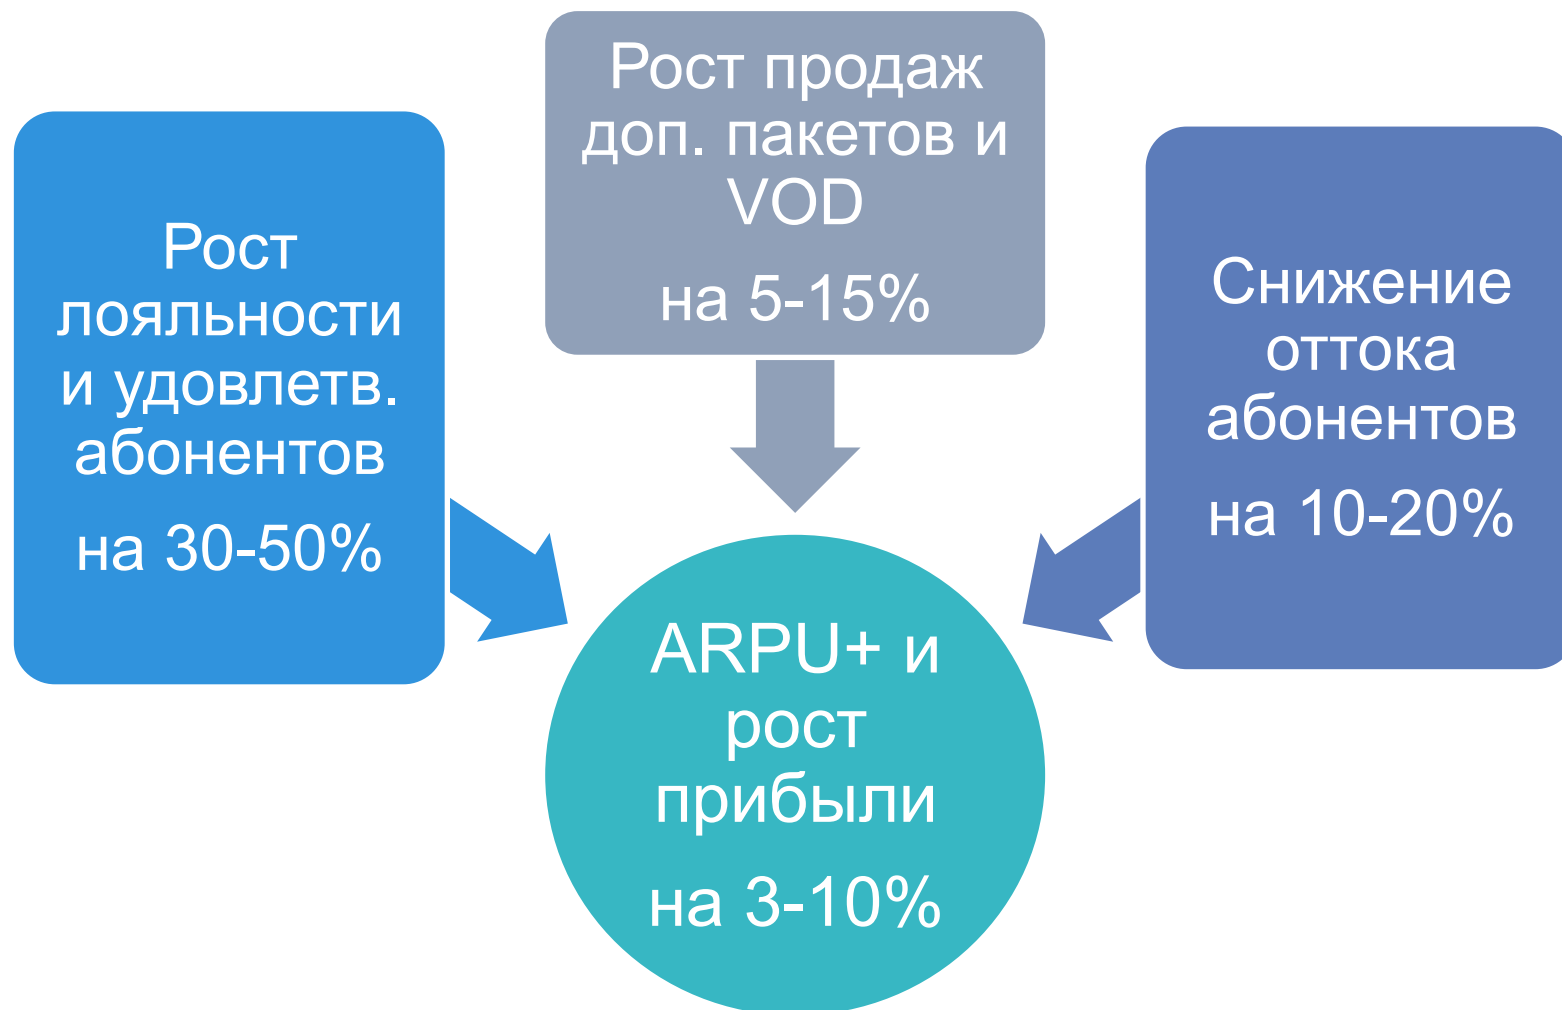 Рост
лояльности
и удовлетв.
абонентов
на 30-50%
Рост продаж
доп. пакетов и
VOD
на 5-15%
Снижение
оттока
абонентов
на 10-20%
ARPU+ и
рост
прибыли
на 3-10%